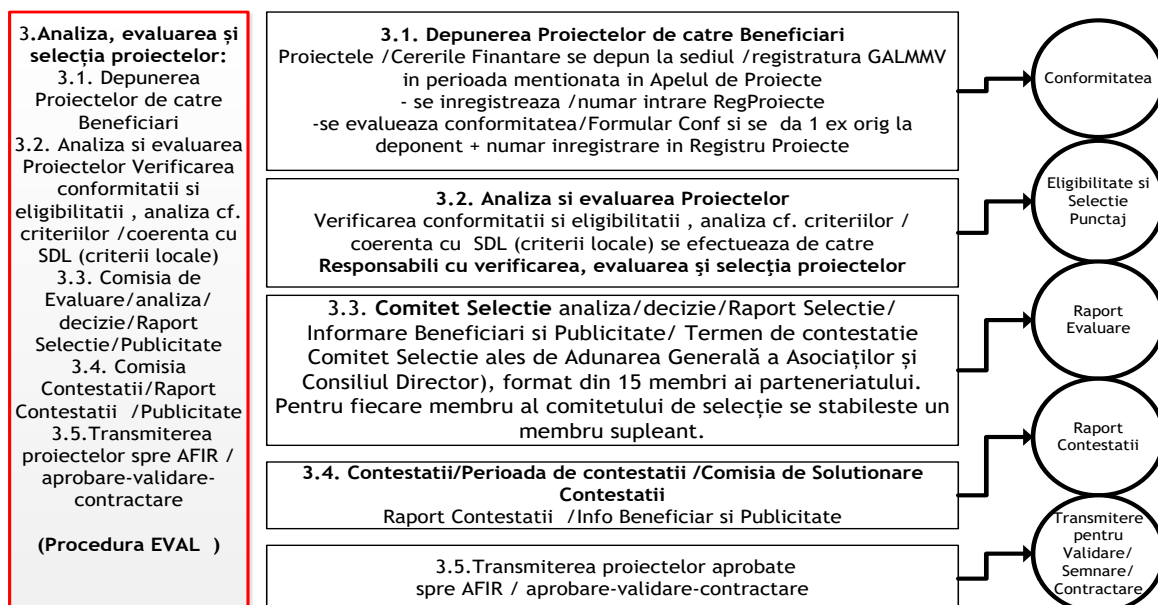 3.Analiza, evaluarea și
selecția proiectelor:
3.1. Depunerea
Proiectelor de catre
Beneficiari
3.2. Analiza si evaluarea
Proiectelor Verificarea
conformitatii si
eligibilitatii , analiza cf.
criteriilor /coerenta cu
SDL (criterii locale)
3.3. Comisia de
Evaluare/analiza/
decizie/Raport
Selectie/Publicitate
3.4. Comisia
Contestatii/Raport
Contestatii /Publicitate
3.5.Transmiterea
proiectelor spre AFIR /
aprobare-validare-
contractare
(Procedura EVAL )
3.1. Depunerea Proiectelor de catre Beneficiari
Proiectele /Cererile Finantare se depun la sediul /registratura GALMMV
in perioada mentionata in Apelul de Proiecte
- se inregistreaza /numar intrare RegProiecte
-se evalueaza conformitatea/Formular Conf si se da 1 ex orig la
deponent + numar inregistrare in Registru Proiecte
Conformitatea
3.2. Analiza si evaluarea Proiectelor
Verificarea conformitatii si eligibilitatii , analiza cf. criteriilor /
coerenta cu SDL (criterii locale) se efectueaza de catre
Responsabili cu verificarea, evaluarea şi selecţia proiectelor
Eligibilitate si
Selectie
Punctaj
3.3. Comitet Selectie analiza/decizie/Raport Selectie/
Informare Beneficiari si Publicitate/ Termen de contestatie
Comitet Selectie ales de Adunarea Generală a Asociaților și
Consiliul Director), format din 15 membri ai parteneriatului.
Pentru fiecare membru al comitetului de selecție se stabileste un
membru supleant.
Raport
Evaluare
3.4. Contestatii/Perioada de contestatii /Comisia de Solutionare
Contestatii
Raport Contestatii /Info Beneficiar si Publicitate
Raport
Contestatii
3.5.Transmiterea proiectelor aprobate
spre AFIR / aprobare-validare-contractare
Transmitere
pentru
Validare/
Semnare/
Contractare